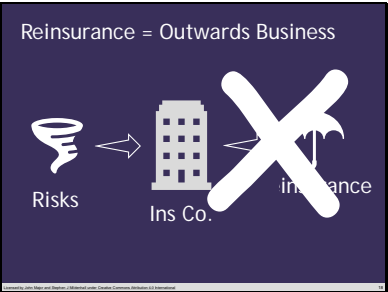 Reinsurance = Outwards Business
Risks
Ins Co.
Licensed by John Major and Stephen J Mildenhall under Creative Commons Attribution 4.0 International